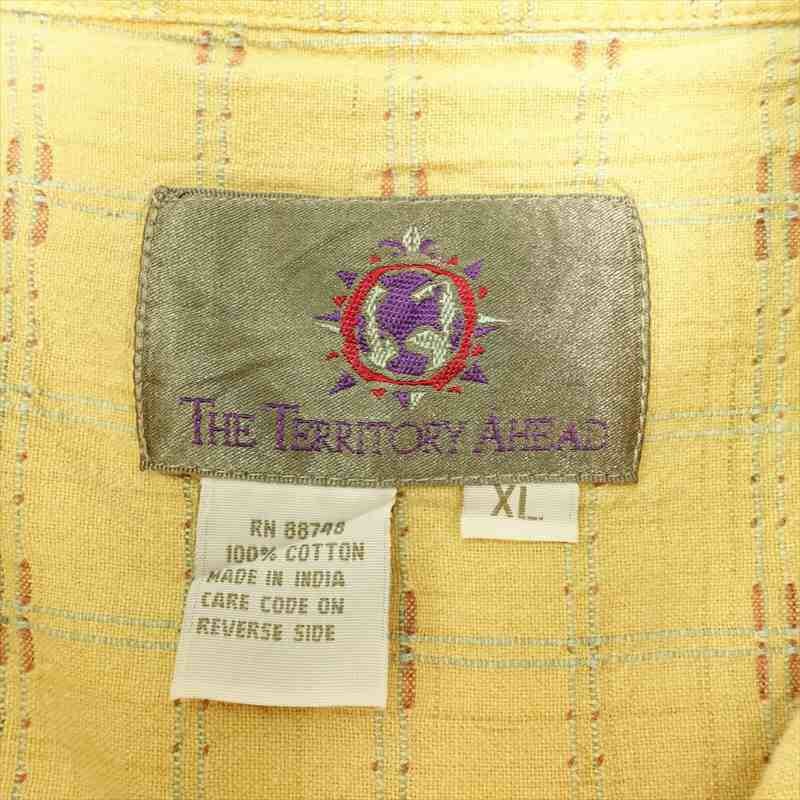 THE TERRITORY AHEAD
XL.
RN 88748
100% COTTON
MADE IN INDIA
CARE CODE ON
REVERSE SIDE